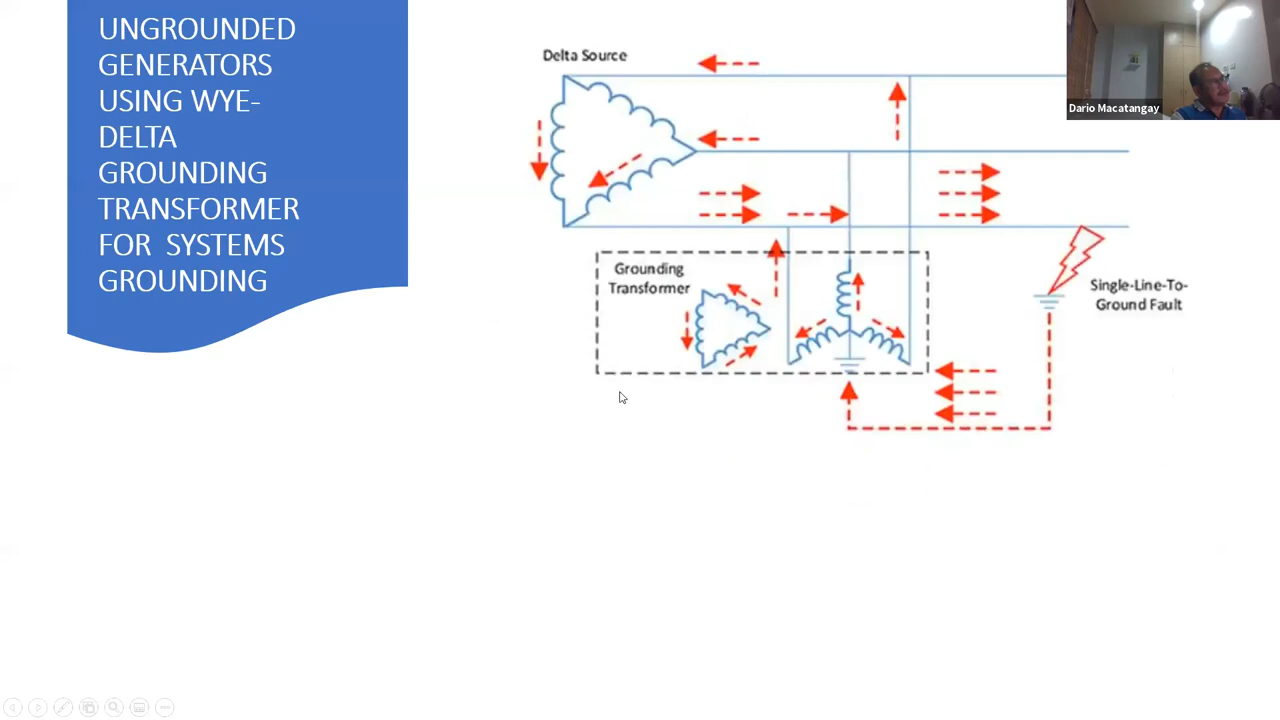 UNGROUNDED
GENERATORS
USING WYE-
DELTA
GROUNDING
TRANSFORMER
FOR SYSTEMS
GROUNDING
Delta Source
Dario Macatangay
Grounding
Transformer
Single-Line-To-
Ground Fault